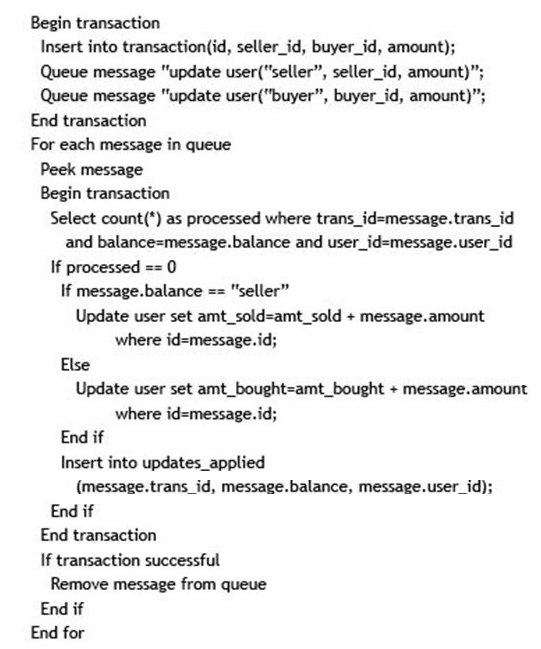 Begin transaction
Insert into transaction(id, seller_id, buyer_id, amount);
Queue message "update user("seller", seller_id, amount)";
Queue message "update user("buyer", buyer_id, amount)";
End transaction
For each message in queue
Peek message
Begin transaction
Select count(*) as processed where trans_id=message.trans_id
and balance=message.balance and user_id=message.user_id
If processed == 0
If message.balance == "seller"
Update user set amt_sold=amt_sold + message.amount
where id=message.id;
Else
Update user set amt_bought=amt_bought + message.amount
where id=message.id;
End if
Insert into updates_applied
(message.trans_id, message.balance, message.user_id);
End if
End transaction
If transaction successful
Remove message from queue
End if
End for